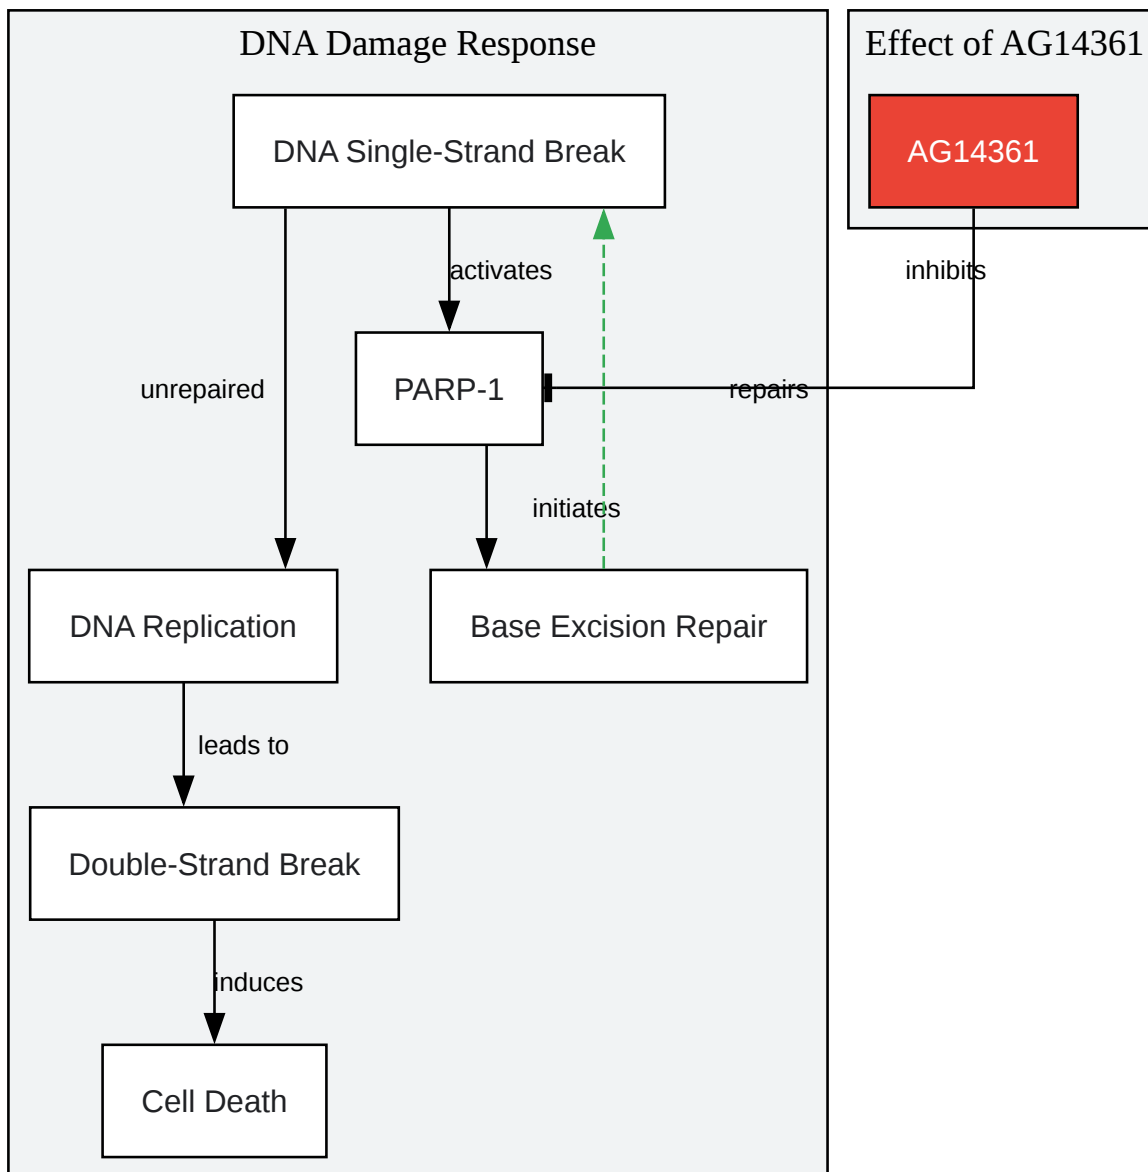 DNA Damage Response
Effect of AG14361
DNA Single-Strand Break
AG14361
activates
inhibits
unrepaired
PARP-1
repairs
initiates
DNA Replication
Base Excision Repair
leads to
Double-Strand Break
induces
Cell Death